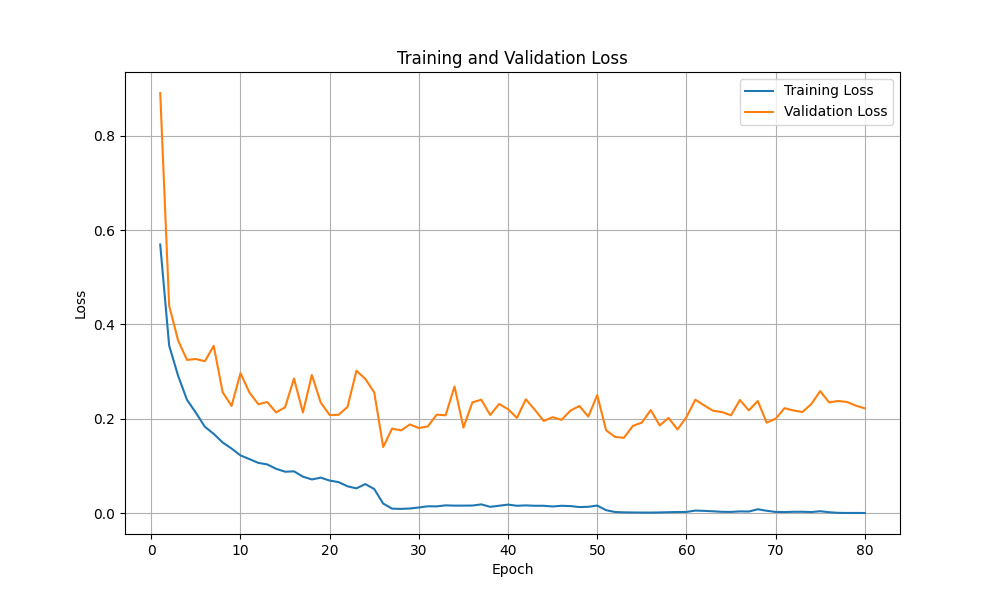 Training and Validation Loss
Training Loss
Validation Loss
Loss
0.8
0.6
0.4
0.2
0.0
0 10 20 30 40 50 60 70 80
Epoch